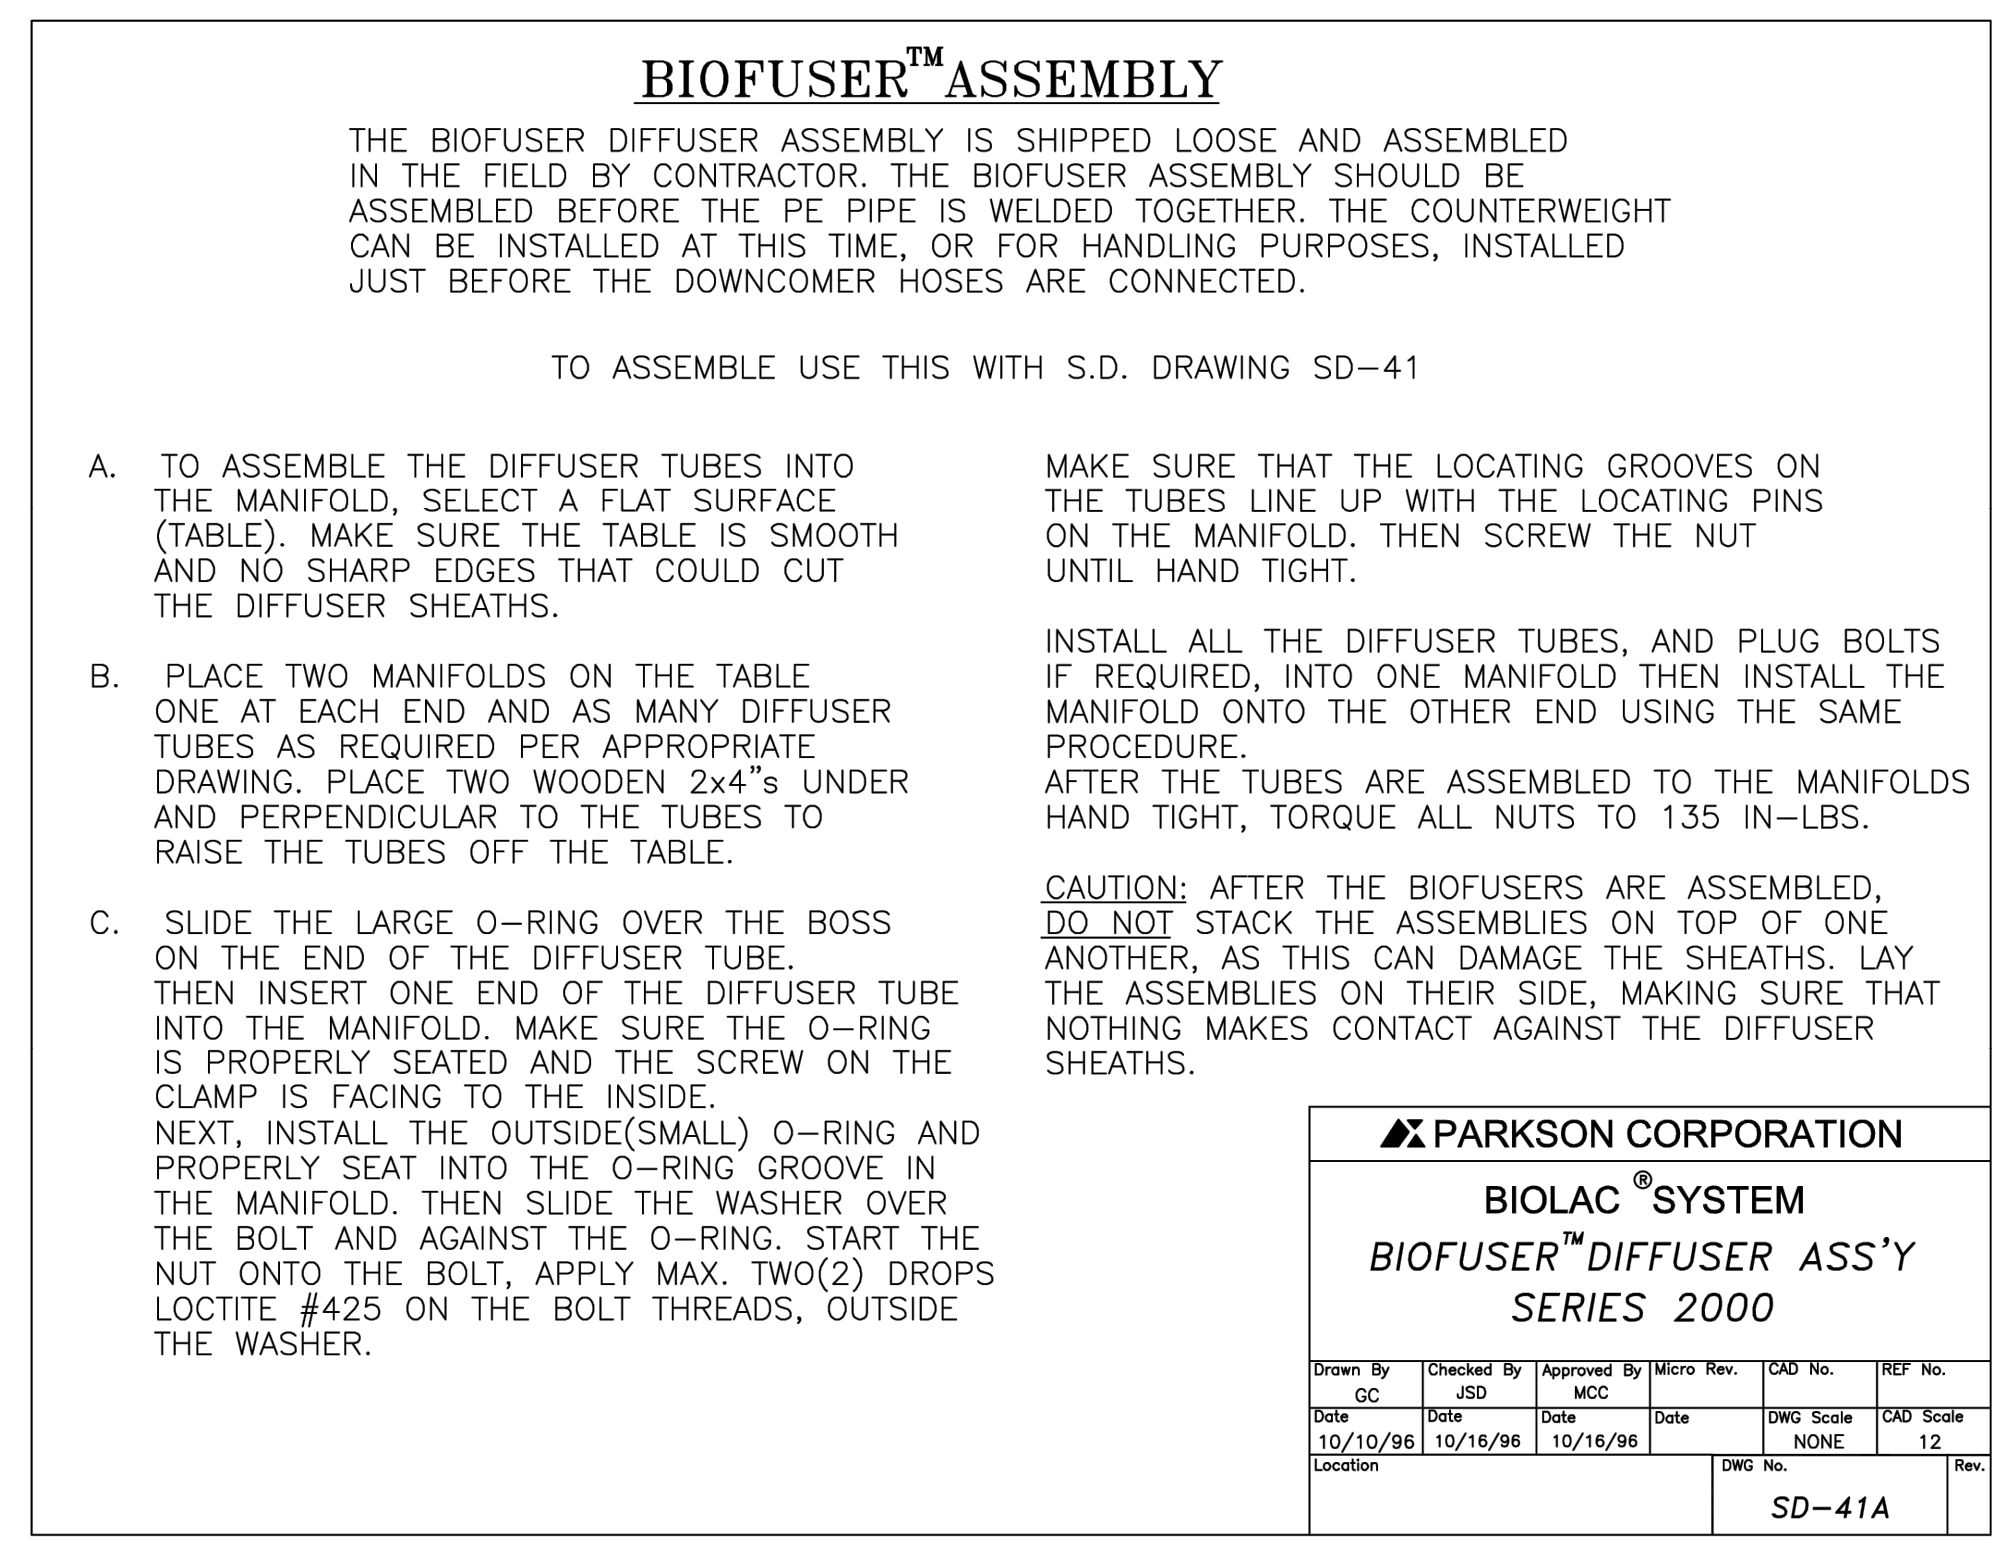 BIOFUSER™ ASSEMBLY
THE BIOFUSER DIFFUSER ASSEMBLY IS SHIPPED LOOSE AND ASSEMBLED
IN THE FIELD BY CONTRACTOR. THE BIOFUSER ASSEMBLY SHOULD BE
ASSEMBLED BEFORE THE PE PIPE IS WELDED TOGETHER. THE COUNTERWEIGHT
CAN BE INSTALLED AT THIS TIME, OR FOR HANDLING PURPOSES, INSTALLED
JUST BEFORE THE DOWNCOMER HOSES ARE CONNECTED.
TO ASSEMBLE USE THIS WITH S.D. DRAWING SD-41
A. TO ASSEMBLE THE DIFFUSER TUBES INTO
THE MANIFOLD, SELECT A FLAT SURFACE
(TABLE). MAKE SURE THE TABLE IS SMOOTH
AND NO SHARP EDGES THAT COULD CUT
THE DIFFUSER SHEATHS.
B. PLACE TWO MANIFOLDS ON THE TABLE
ONE AT EACH END AND AS MANY DIFFUSER
TUBES AS REQUIRED PER APPROPRIATE
DRAWING. PLACE TWO WOODEN 2x4"s UNDER
AND PERPENDICULAR TO THE TUBES TO
RAISE THE TUBES OFF THE TABLE.
C. SLIDE THE LARGE O-RING OVER THE BOSS
ON THE END OF THE DIFFUSER TUBE.
THEN INSERT ONE END OF THE DIFFUSER TUBE
INTO THE MANIFOLD. MAKE SURE THE O-RING
IS PROPERLY SEATED AND THE SCREW ON THE
CLAMP IS FACING TO THE INSIDE.
NEXT, INSTALL THE OUTSIDE(SMALL) O-RING AND
PROPERLY SEAT INTO THE O-RING GROOVE IN
THE MANIFOLD. THEN SLIDE THE WASHER OVER
THE BOLT AND AGAINST THE O-RING. START THE
NUT ONTO THE BOLT, APPLY MAX. TWO(2) DROPS
LOCTITE #425 ON THE BOLT THREADS, OUTSIDE
THE WASHER.
MAKE SURE THAT THE LOCATING GROOVES ON
THE TUBES LINE UP WITH THE LOCATING PINS
ON THE MANIFOLD. THEN SCREW THE NUT
UNTIL HAND TIGHT.
INSTALL ALL THE DIFFUSER TUBES, AND PLUG BOLTS
IF REQUIRED, INTO ONE MANIFOLD THEN INSTALL THE
MANIFOLD ONTO THE OTHER END USING THE SAME
PROCEDURE.
AFTER THE TUBES ARE ASSEMBLED TO THE MANIFOLDS
HAND TIGHT, TORQUE ALL NUTS TO 135 IN-LBS.
CAUTION: AFTER THE BIOFUSERS ARE ASSEMBLED,
DO NOT STACK THE ASSEMBLIES ON TOP OF ONE
ANOTHER, AS THIS CAN DAMAGE THE SHEATHS. LAY
THE ASSEMBLIES ON THEIR SIDE, MAKING SURE THAT
NOTHING MAKES CONTACT AGAINST THE DIFFUSER
SHEATHS.
PARKSON CORPORATION
BIOLAC ® SYSTEM
BIOFUSER™ DIFFUSER ASS'Y
SERIES 2000
Drawn By Checked By Approved By Micro Rev. CAD No. REF No.
GC JSD MCC
Date Date Date Date DWG Scale CAD Scale
10/10/96 10/16/96 10/16/96 NONE 12
Location DWG No. Rev.
SD-41A